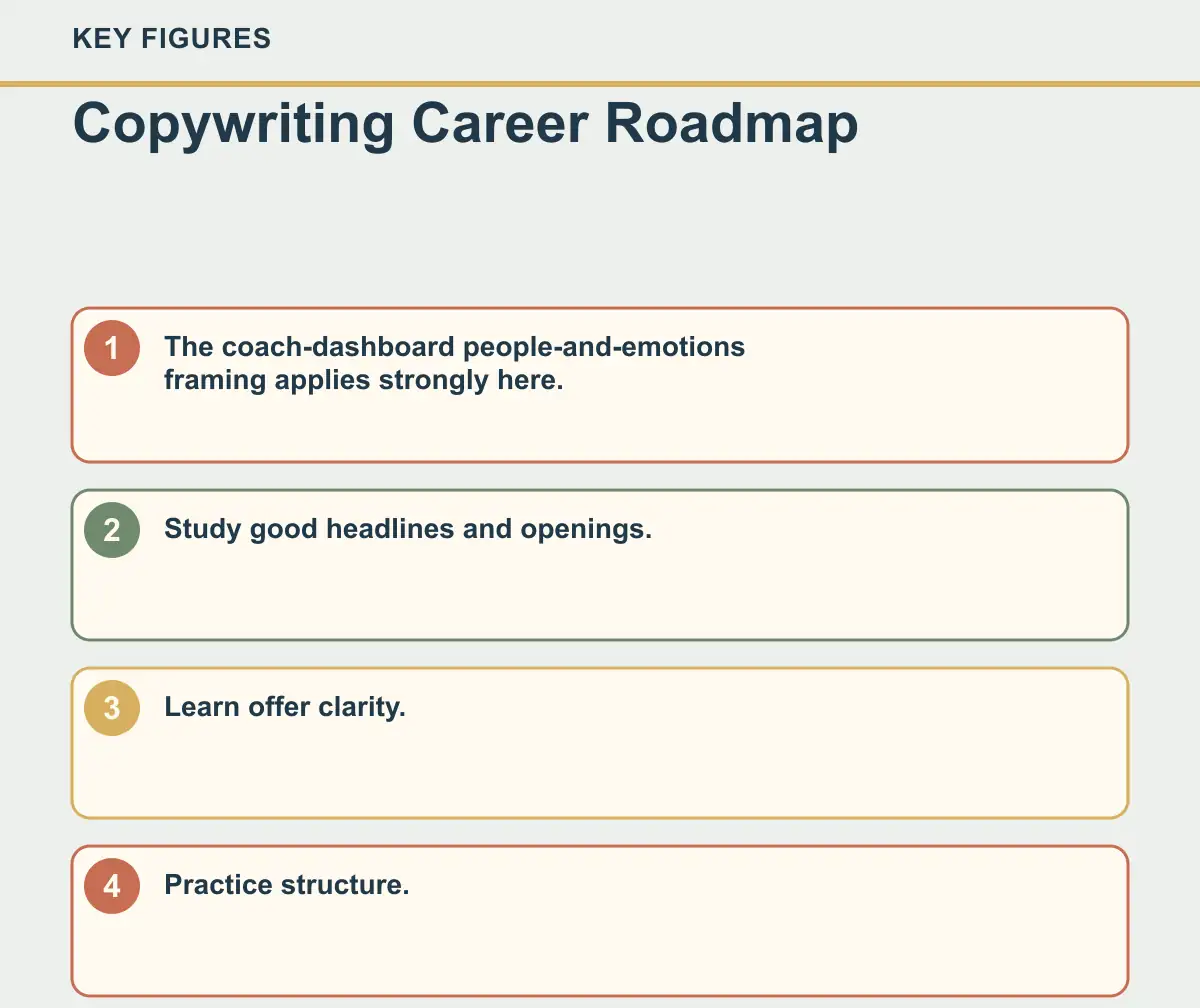 KEY FIGURES
Copywriting Career Roadmap
1
The coach-dashboard people-and-emotions
framing applies strongly here.
2
Study good headlines and openings.
3
Learn offer clarity.
4
Practice structure.